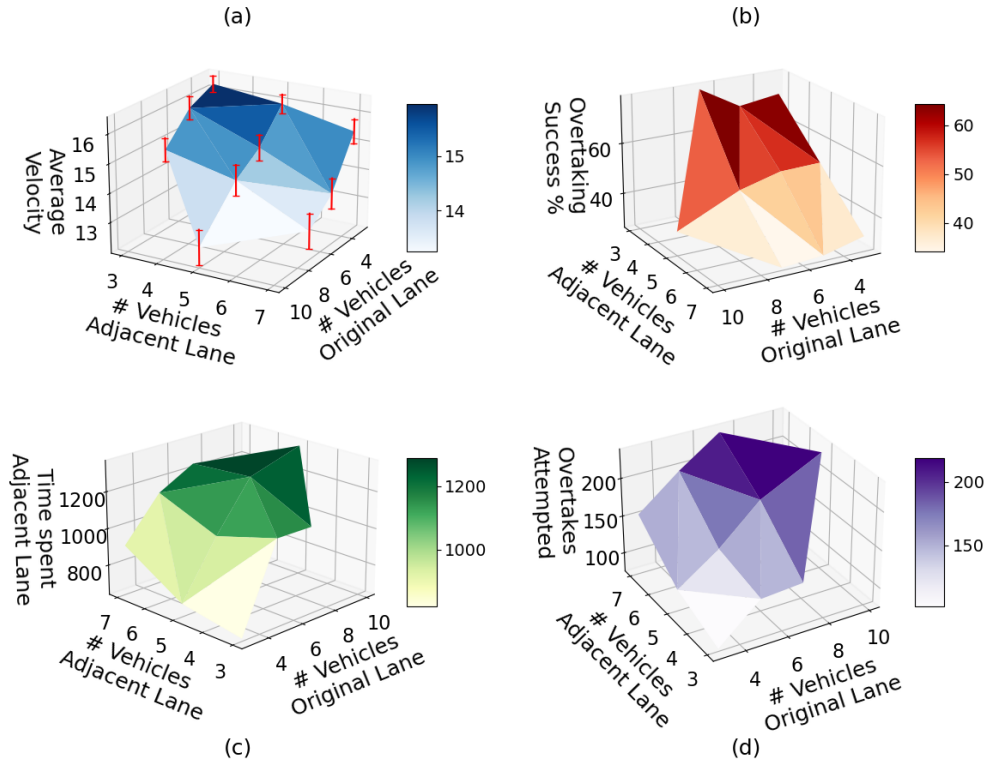 (a)
(b)
16
15
14
13
Average
Velocity
3
4
5
6
7
# Vehicles
Adjacent Lane
10
8
6
4
# Vehicles
Original Lane
15
14
60
40
Overtaking
Success %
3
4
5
6
7
# Vehicles
Adjacent Lane
10
8
6
4
# Vehicles
Original Lane
60
50
40
1200
1000
800
Time spent
Adjacent Lane
7
6
5
4
3
# Vehicles
Adjacent Lane
4
6
8
10
# Vehicles
Original Lane
1200
1000
200
150
100
Overtakes
Attempted
7
6
5
4
3
# Vehicles
Adjacent Lane
4
6
8
10
# Vehicles
Original Lane
200
150
(c)
(d)